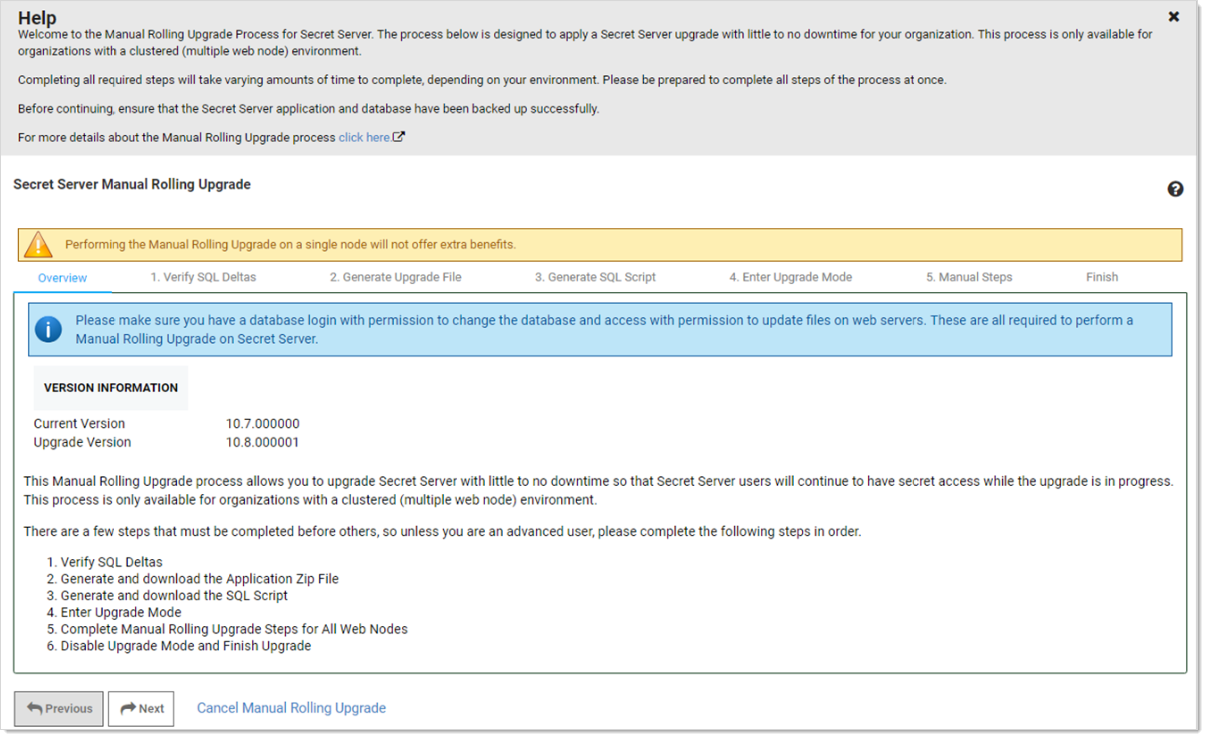 Help
Welcome to the Manual Rolling Upgrade Process for Secret Server. The process below is designed to apply a Secret Server upgrade with little to no downtime for your organization. This process is only available for
organizations with a clustered (multiple web node) environment.
Completing all required steps will take varying amounts of time to complete, depending on your environment. Please be prepared to complete all steps of the process at once.
Before continuing, ensure that the Secret Server application and database have been backed up successfully.
For more details about the Manual Rolling Upgrade process click here.
Secret Server Manual Rolling Upgrade
Performing the Manual Rolling Upgrade on a single node will not offer extra benefits.
Overview 1. Verify SQL Deltas 2. Generate Upgrade File 3. Generate SQL Script 4. Enter Upgrade Mode 5. Manual Steps Finish
Please make sure you have a database login with permission to change the database and access with permission to update files on web servers. These are all required to perform a
Manual Rolling Upgrade on Secret Server.
VERSION INFORMATION
Current Version 10.7.000000
Upgrade Version 10.8.000001
This Manual Rolling Upgrade process allows you to upgrade Secret Server with little to no downtime so that Secret Server users will continue to have secret access while the upgrade is in progress.
This process is only available for organizations with a clustered (multiple web node) environment.
There are a few steps that must be completed before others, so unless you are an advanced user, please complete the following steps in order.
1. Verify SQL Deltas
2. Generate and download the Application Zip File
3. Generate and download the SQL Script
4. Enter Upgrade Mode
5. Complete Manual Rolling Upgrade Steps for All Web Nodes
6. Disable Upgrade Mode and Finish Upgrade
Previous Next Cancel Manual Rolling Upgrade